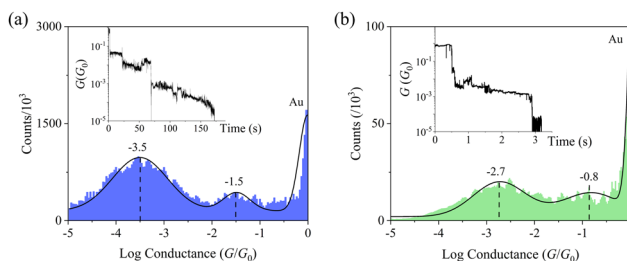 (a)
3000
1500
0
Counts/10³
-5
-4
-3
-2
-1
0
Log Conductance (G/G₀)
-3.5
-1.5
Au
G(G₀)
10⁻¹
10⁻³
10⁻⁵
0
50
100
150
Time (s)
(b)
100
50
0
Counts (/10³)
-5
-4
-3
-2
-1
Log Conductance (G/G₀)
-2.7
-0.8
Au
G (G₀)
10⁻¹
10⁻³
10⁻⁵
0
1
2
3
Time (s)